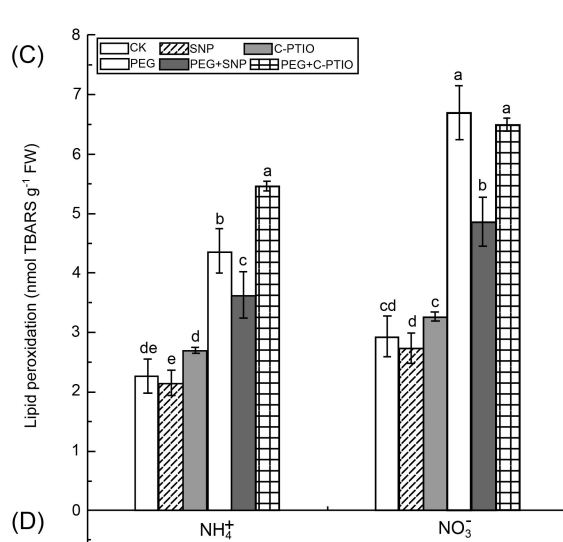 (C)
8
CK SNP C-PTIO
PEG PEG+SNP PEG+C-PTIO
7
6
5
4
3
2
1
0
Lipid peroxidation (nmol TBARS g⁻¹ FW)
de e d b c a
cd d c a b a
NH₄⁺ NO₃⁻
(D)